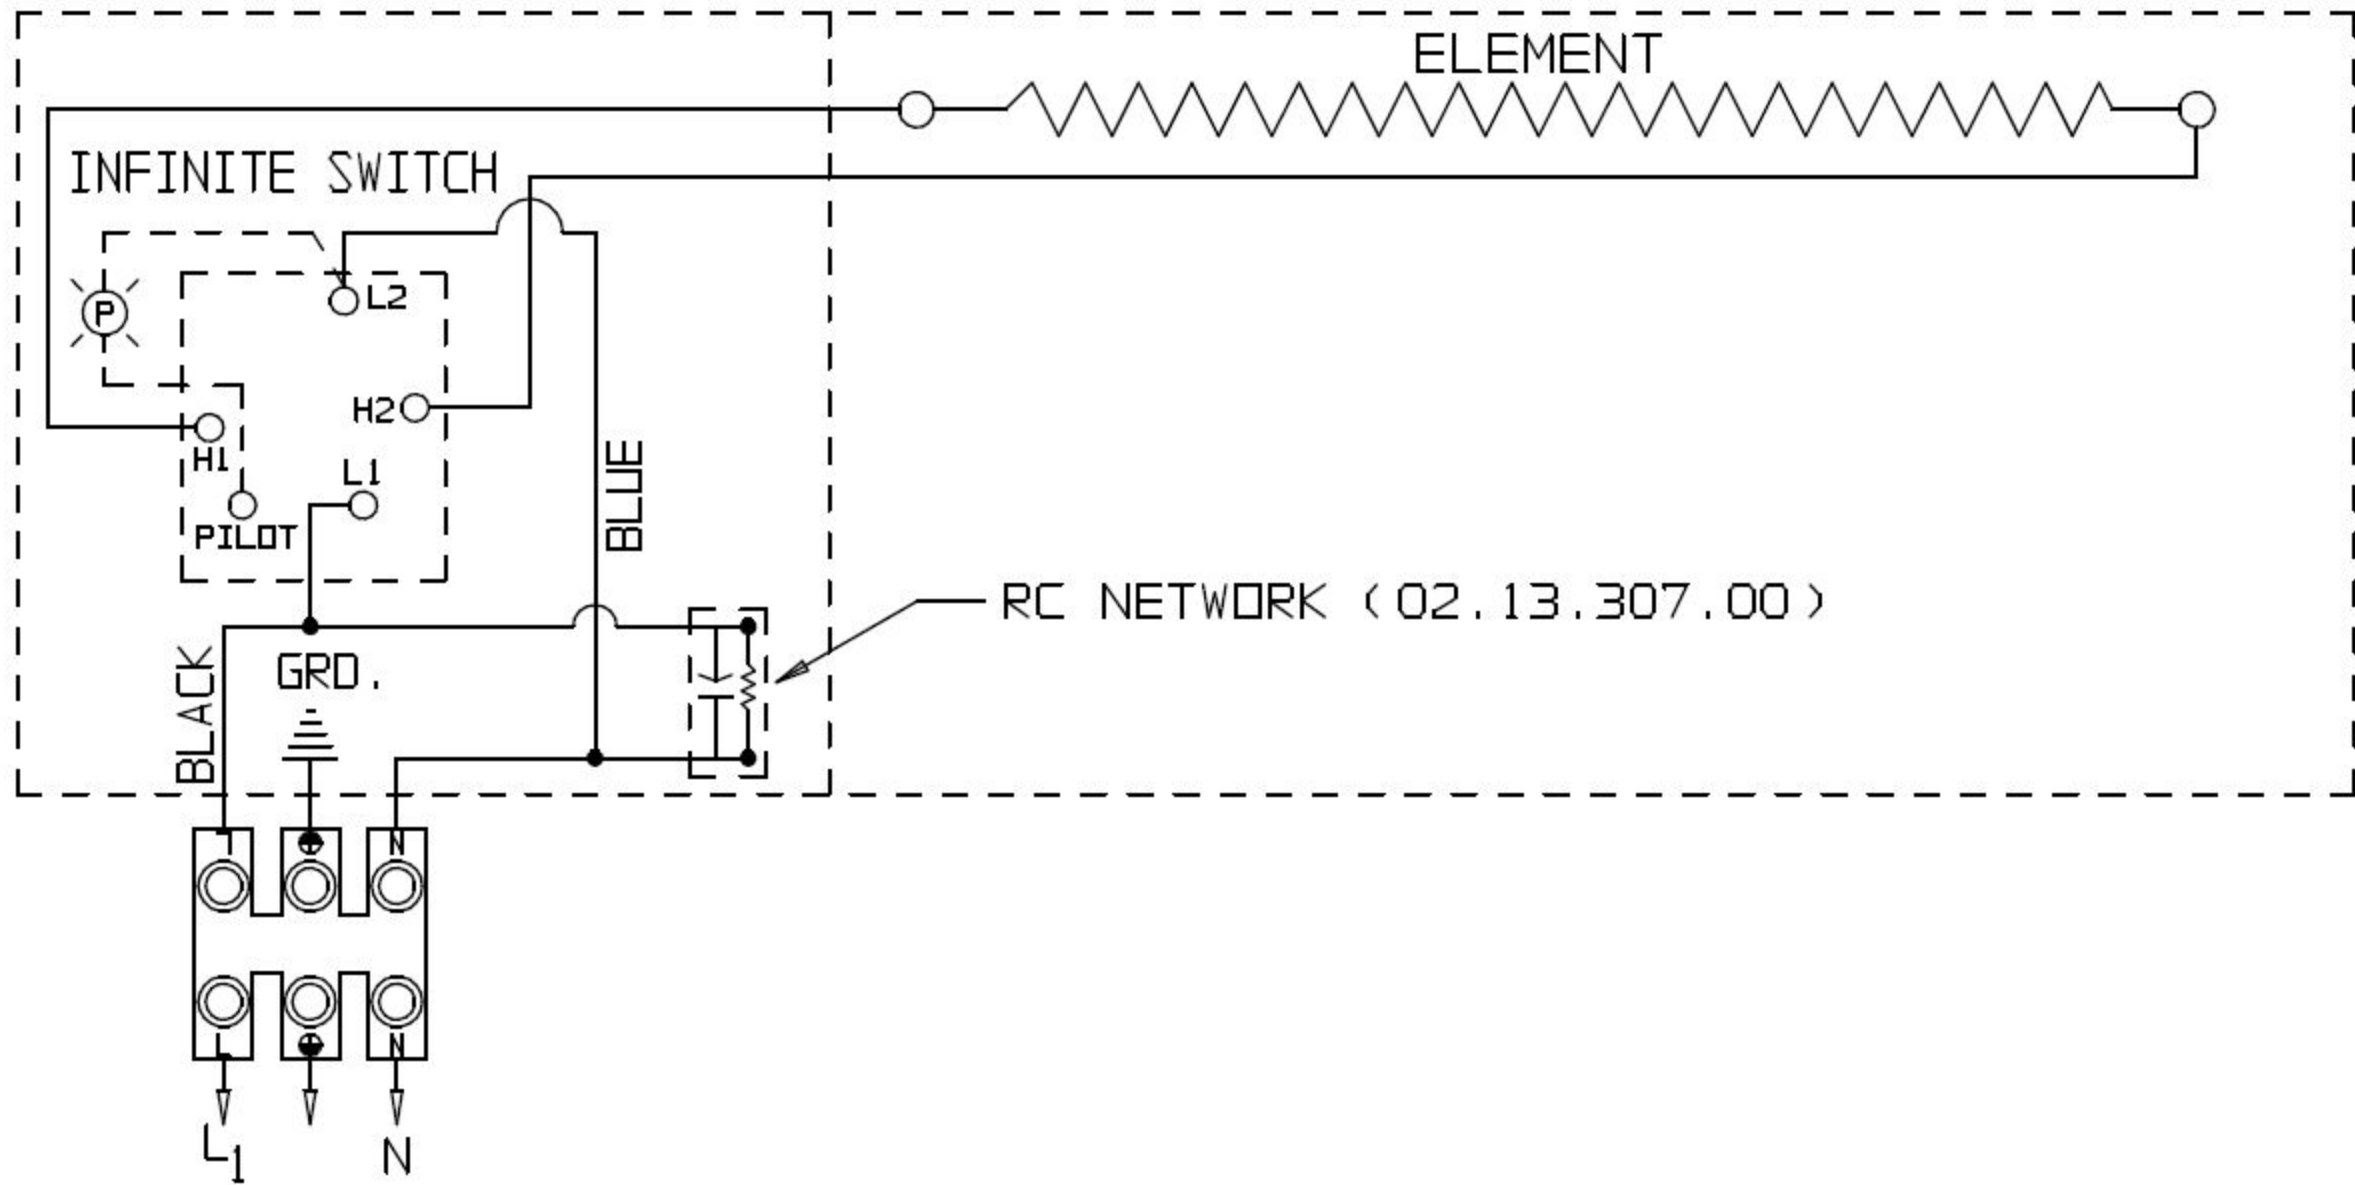 ELEMENT
INFINITE SWITCH
L2
P
H2
H1
L1
PILOT
BLUE
RC NETWORK (02.13.307.00)
BLACK
GRD.
L N
L N
L1 N